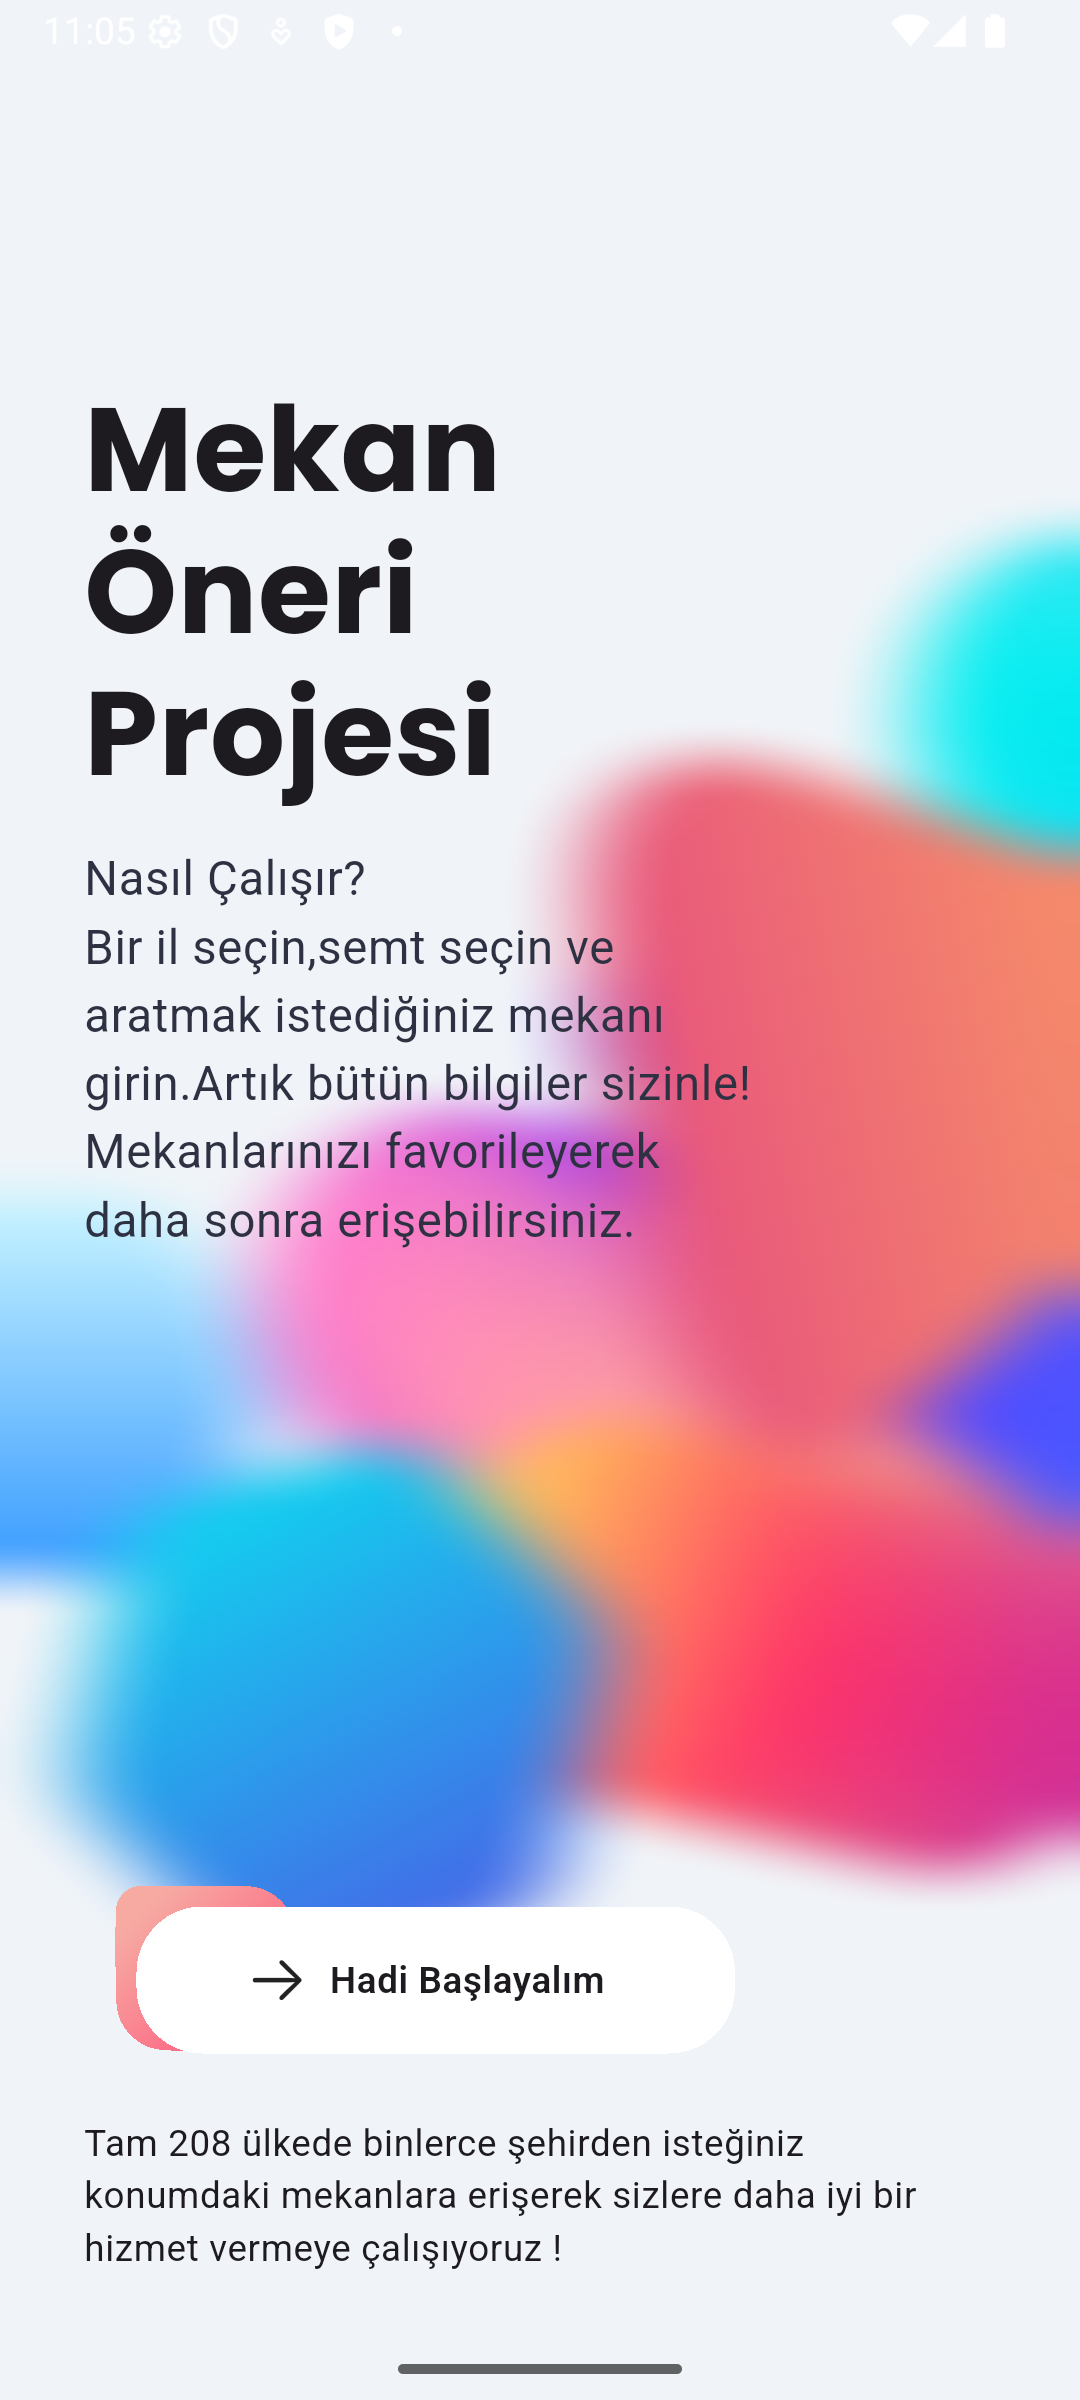 11:05
Mekan
Öneri
Projesi
Nasıl Çalışır?
Bir il seçin,semt seçin ve
aratmak istediğiniz mekanı
girin.Artık bütün bilgiler sizinle!
Mekanlarınızı favorileyerek
daha sonra erişebilirsiniz.
Hadi Başlayalım
Tam 208 ülkede binlerce şehirden isteğiniz
konumdaki mekanlara erişerek sizlere daha iyi bir
hizmet vermeye çalışıyoruz !